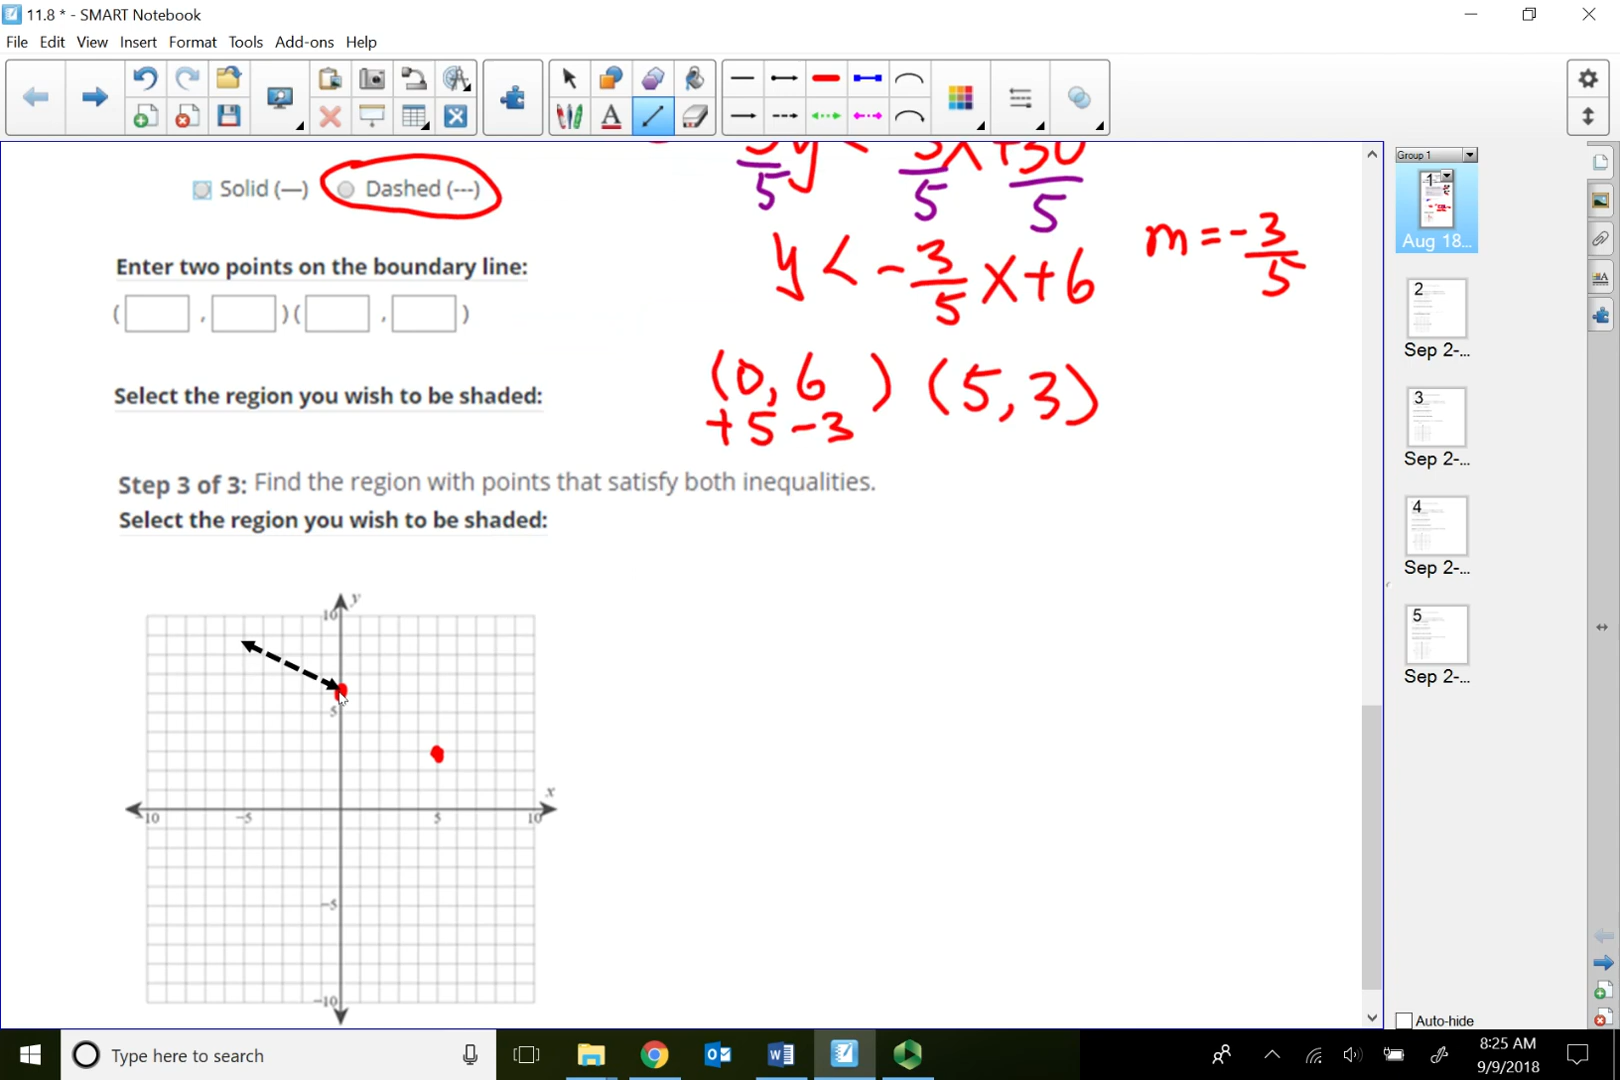 11.8 * - SMART Notebook
File Edit View Insert Format Tools Add-ons Help
Solid (—) Dashed (---)
5 5 5
y < - 3/5 x + 6
m = - 3/5
Enter two points on the boundary line:
( , ) ( , )
(0, 6 ) (5, 3)
+5 -3
Select the region you wish to be shaded:
Step 3 of 3: Find the region with points that satisfy both inequalities.
Select the region you wish to be shaded:
y
10
5
x
-10 -5 5 10
-5
-10
Group 1
1
Aug 18...
2
Sep 2-...
3
Sep 2-...
4
Sep 2-...
5
Sep 2-...
Auto-hide
Type here to search
8:25 AM
9/9/2018